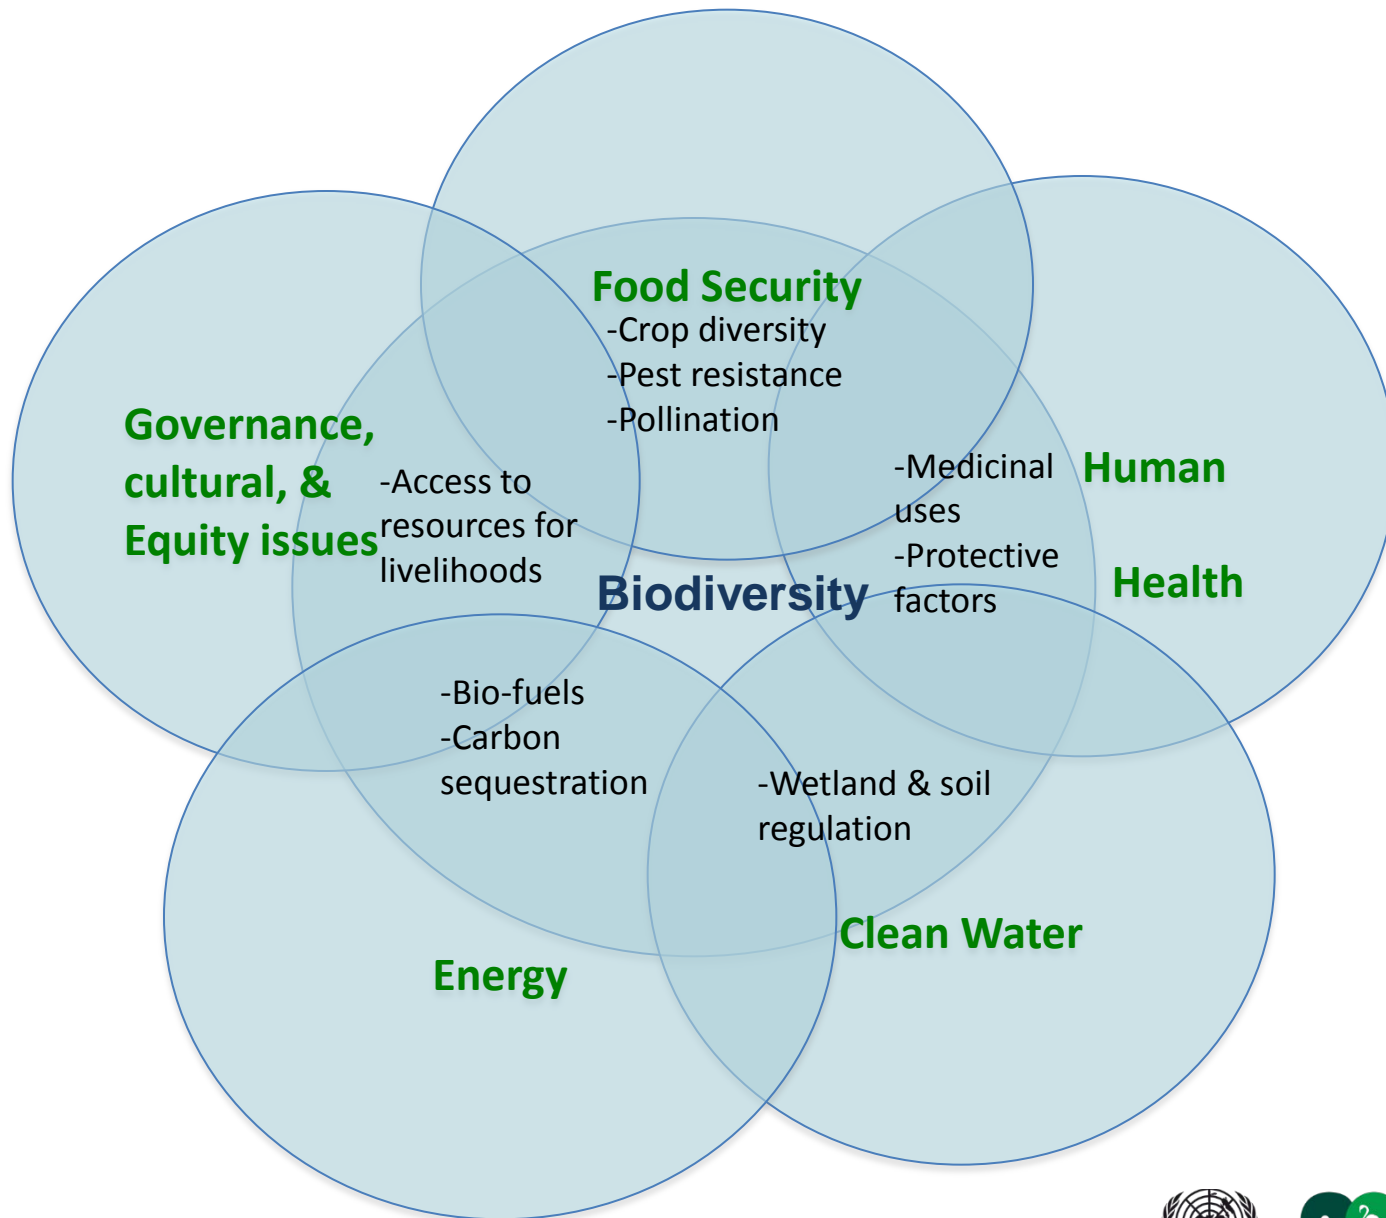 Food Security
-Crop diversity
-Pest resistance
-Pollination
Governance,
cultural, &
Equity issues
-Access to
resources for
livelihoods
-Medicinal
uses
-Protective
factors
Human
Health
Biodiversity
-Bio-fuels
-Carbon
sequestration
-Wetland & soil
regulation
Clean Water
Energy